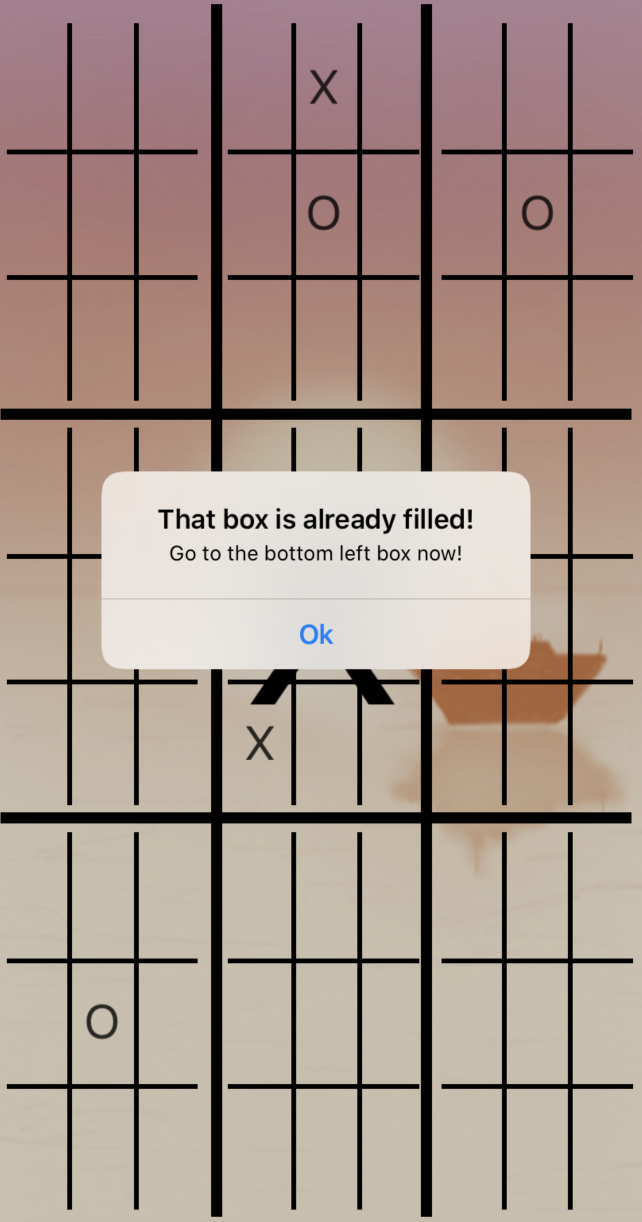 X
O O
That box is already filled!
Go to the bottom left box now!
Ok
X
O